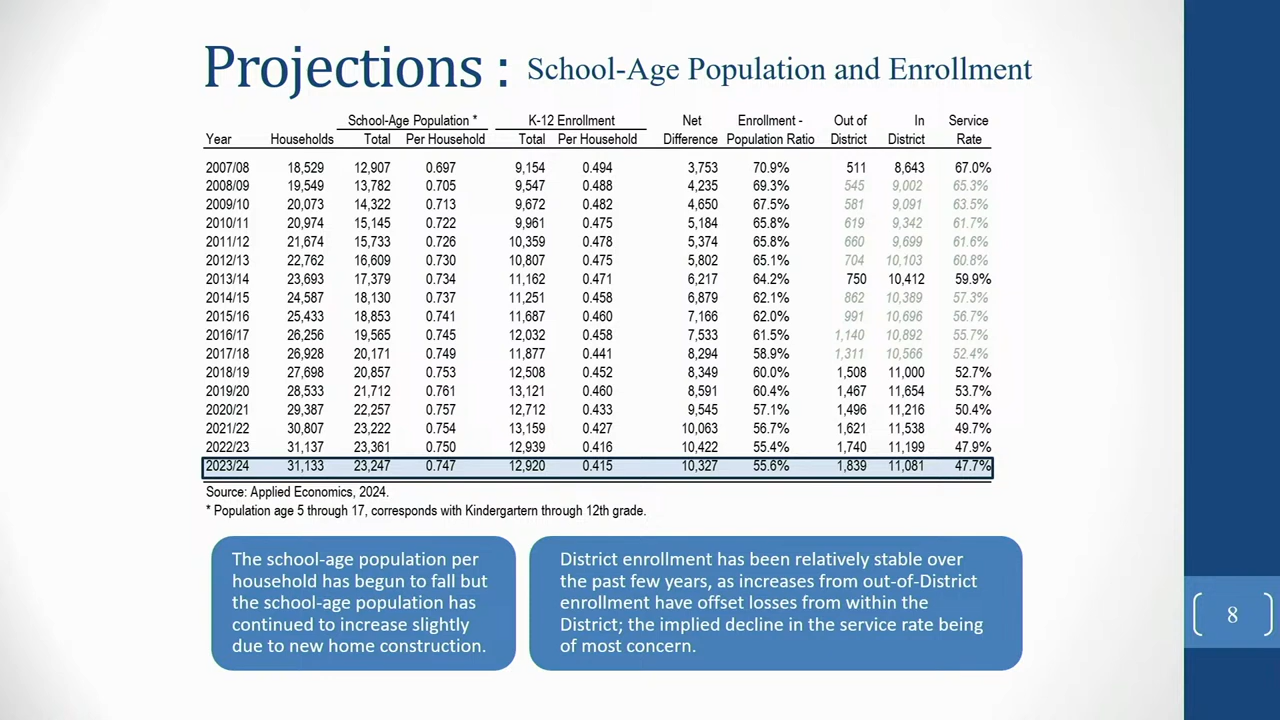 Projections : School-Age Population and Enrollment
School-Age Population * K-12 Enrollment Net Enrollment - Out of In Service
Year Households Total Per Household Total Per Household Difference Population Ratio District District Rate
2007/08 18,529 12,907 0.697 9,154 0.494 3,753 70.9% 511 8,643 67.0%
2008/09 19,549 13,782 0.705 9,547 0.488 4,235 69.3% 545 9,002 65.3%
2009/10 20,073 14,322 0.713 9,672 0.482 4,650 67.5% 581 9,091 63.5%
2010/11 20,974 15,145 0.722 9,961 0.475 5,184 65.8% 619 9,342 61.7%
2011/12 21,674 15,733 0.726 10,359 0.478 5,374 65.8% 660 9,699 61.6%
2012/13 22,762 16,609 0.730 10,807 0.475 5,802 65.1% 704 10,103 60.8%
2013/14 23,693 17,379 0.734 11,162 0.471 6,217 64.2% 750 10,412 59.9%
2014/15 24,587 18,130 0.737 11,251 0.458 6,879 62.1% 862 10,389 57.3%
2015/16 25,433 18,853 0.741 11,687 0.460 7,166 62.0% 991 10,696 56.7%
2016/17 26,256 19,565 0.745 12,032 0.458 7,533 61.5% 1,140 10,892 55.7%
2017/18 26,928 20,171 0.749 11,877 0.441 8,294 58.9% 1,311 10,566 52.4%
2018/19 27,698 20,857 0.753 12,508 0.452 8,349 60.0% 1,508 11,000 52.7%
2019/20 28,533 21,712 0.761 13,121 0.460 8,591 60.4% 1,467 11,654 53.7%
2020/21 29,387 22,257 0.757 12,712 0.433 9,545 57.1% 1,496 11,216 50.4%
2021/22 30,807 23,222 0.754 13,159 0.427 10,063 56.7% 1,621 11,538 49.7%
2022/23 31,137 23,361 0.750 12,939 0.416 10,422 55.4% 1,740 11,199 47.9%
2023/24 31,133 23,247 0.747 12,920 0.415 10,327 55.6% 1,839 11,081 47.7%
Source: Applied Economics, 2024.
* Population age 5 through 17, corresponds with Kindergartern through 12th grade.
The school-age population per
household has begun to fall but
the school-age population has
continued to increase slightly
due to new home construction.
District enrollment has been relatively stable over
the past few years, as increases from out-of-District
enrollment have offset losses from within the
District; the implied decline in the service rate being
of most concern.
8